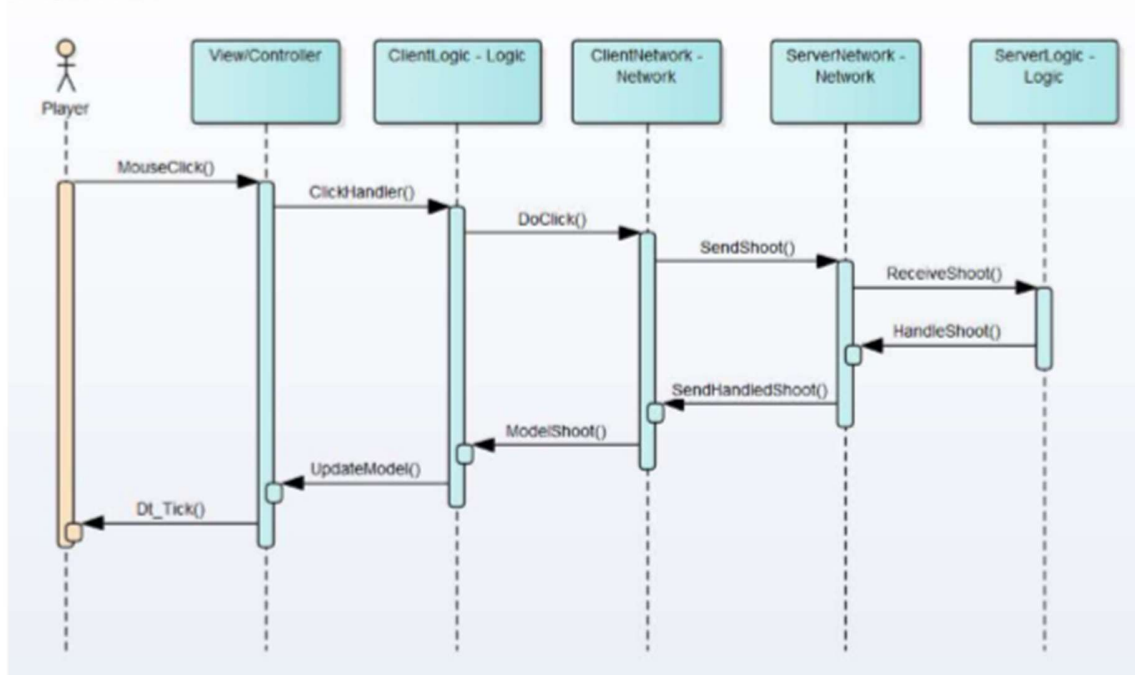 View/Controller
ClientLogic - Logic
ClientNetwork -
Network
ServerNetwork -
Network
ServerLogic -
Logic
Player
MouseClick()
ClickHandler()
DoClick()
SendShoot()
ReceiveShoot()
HandleShoot()
SendHandledShoot()
ModelShoot()
UpdateModel()
Dt_Tick()